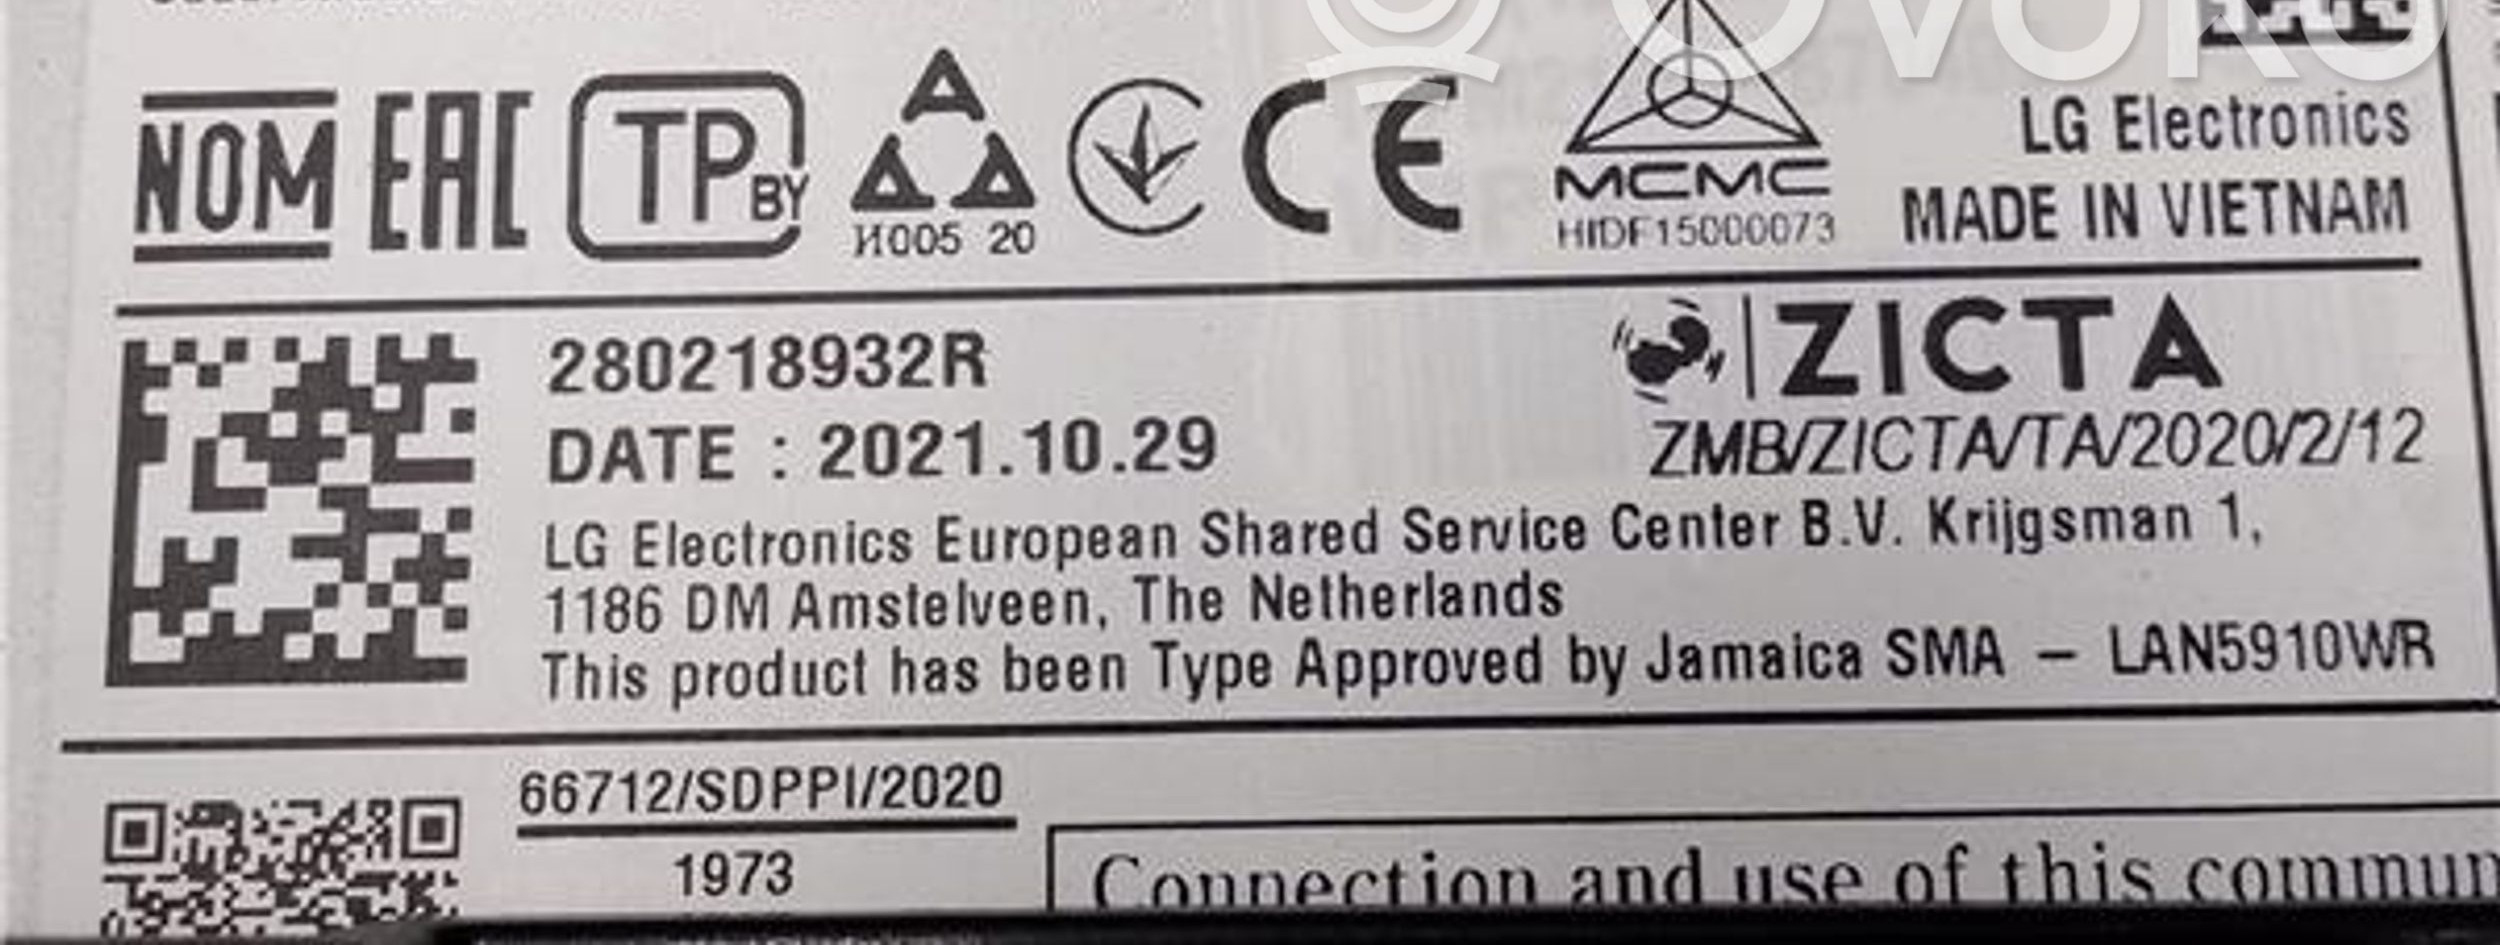 OVOKO
NOM EAC TP BY A CE
И005 20
MCMC
HIDF15000073
LG Electronics
MADE IN VIETNAM
280218932R
DATE : 2021.10.29
ZICTA
ZMB/ZICTA/TA/2020/2/12
LG Electronics European Shared Service Center B.V. Krijgsman 1,
1186 DM Amstelveen, The Netherlands
This product has been Type Approved by Jamaica SMA – LAN5910WR
66712/SDPPI/2020
1973
Connection and use of this commun